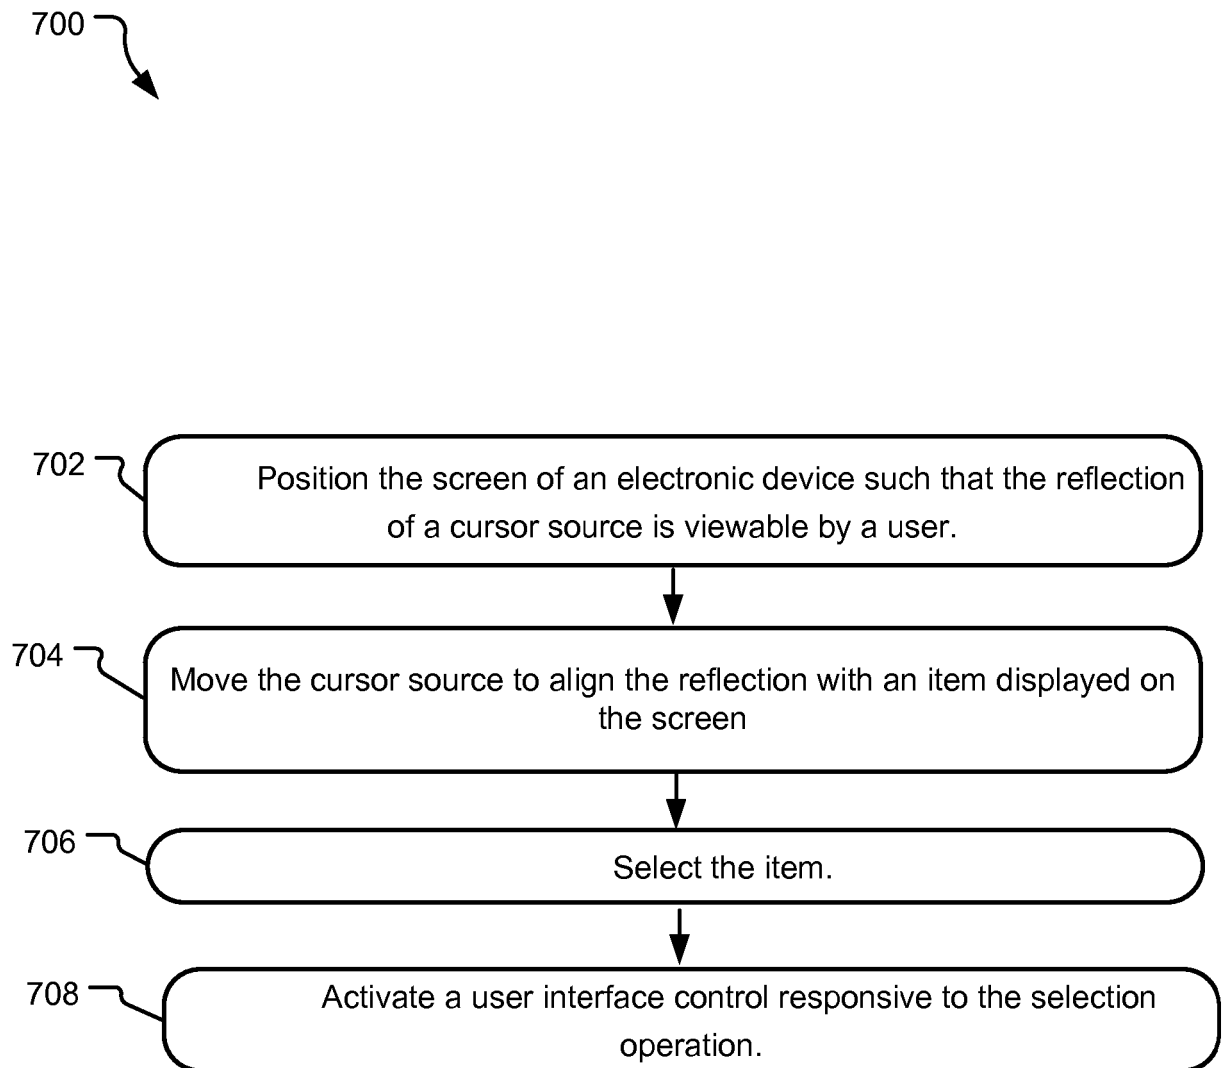 700
702
Position the screen of an electronic device such that the reflection
of a cursor source is viewable by a user.
704
Move the cursor source to align the reflection with an item displayed on
the screen
706
Select the item.
708
Activate a user interface control responsive to the selection
operation.